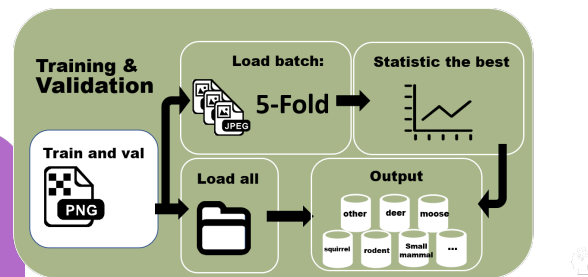 Training &
Validation
Load batch:
JPEG
5-Fold
Statistic the best
Train and val
PNG
Load all
Output
other
deer
moose
squirrel
rodent
Small
mammal
...